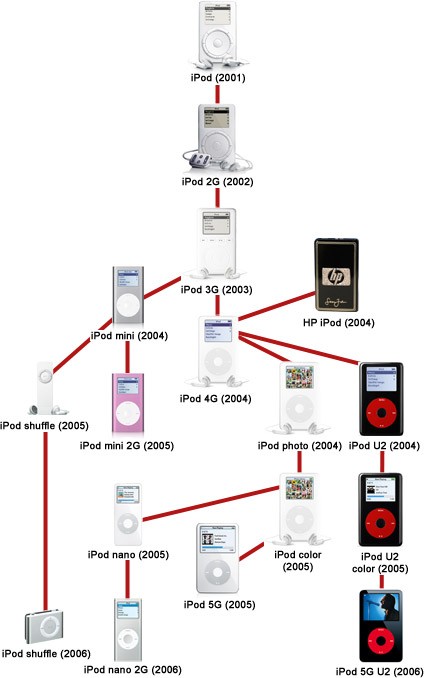 iPod (2001)
iPod 2G (2002)
iPod 3G (2003)
hp
HP iPod (2004)
iPod mini (2004)
iPod 4G (2004)
iPod shuffle (2005)
iPod mini 2G (2005)
iPod photo (2004)
iPod U2 (2004)
iPod nano (2005)
iPod 5G (2005)
iPod color
(2005)
iPod U2
color (2005)
iPod shuffle (2006)
iPod nano 2G (2006)
iPod 5G U2 (2006)